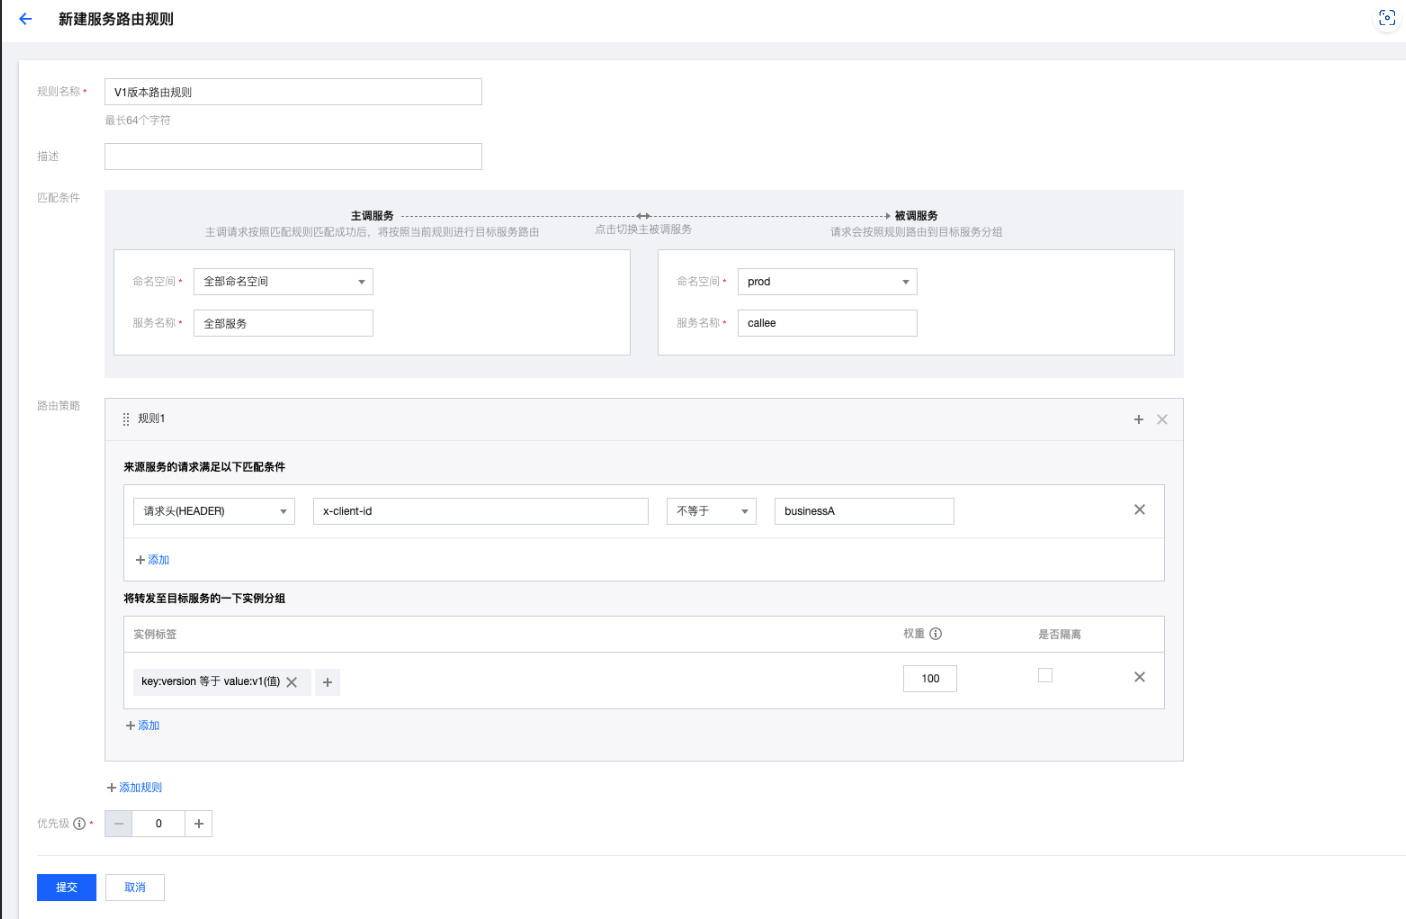 新建服务路由规则
规则名称 * V1版本路由规则
最长64个字符
描述
匹配条件
主调服务 被调服务
主调请求按照匹配规则匹配成功后，将按照当前规则进行目标服务路由 点击切换主被调服务 请求会按照规则路由到目标服务分组
命名空间 * 全部命名空间 命名空间 * prod
服务名称 * 全部服务 服务名称 * callee
路由策略 规则1
来源服务的请求满足以下匹配条件
请求头(HEADER) x-client-id 不等于 businessA
+ 添加
将转发至目标服务的一下实例分组
实例标签 权重 是否隔离
key:version 等于 value:v1(值) + 100
+ 添加
+ 添加规则
优先级 * − 0 +
提交 取消